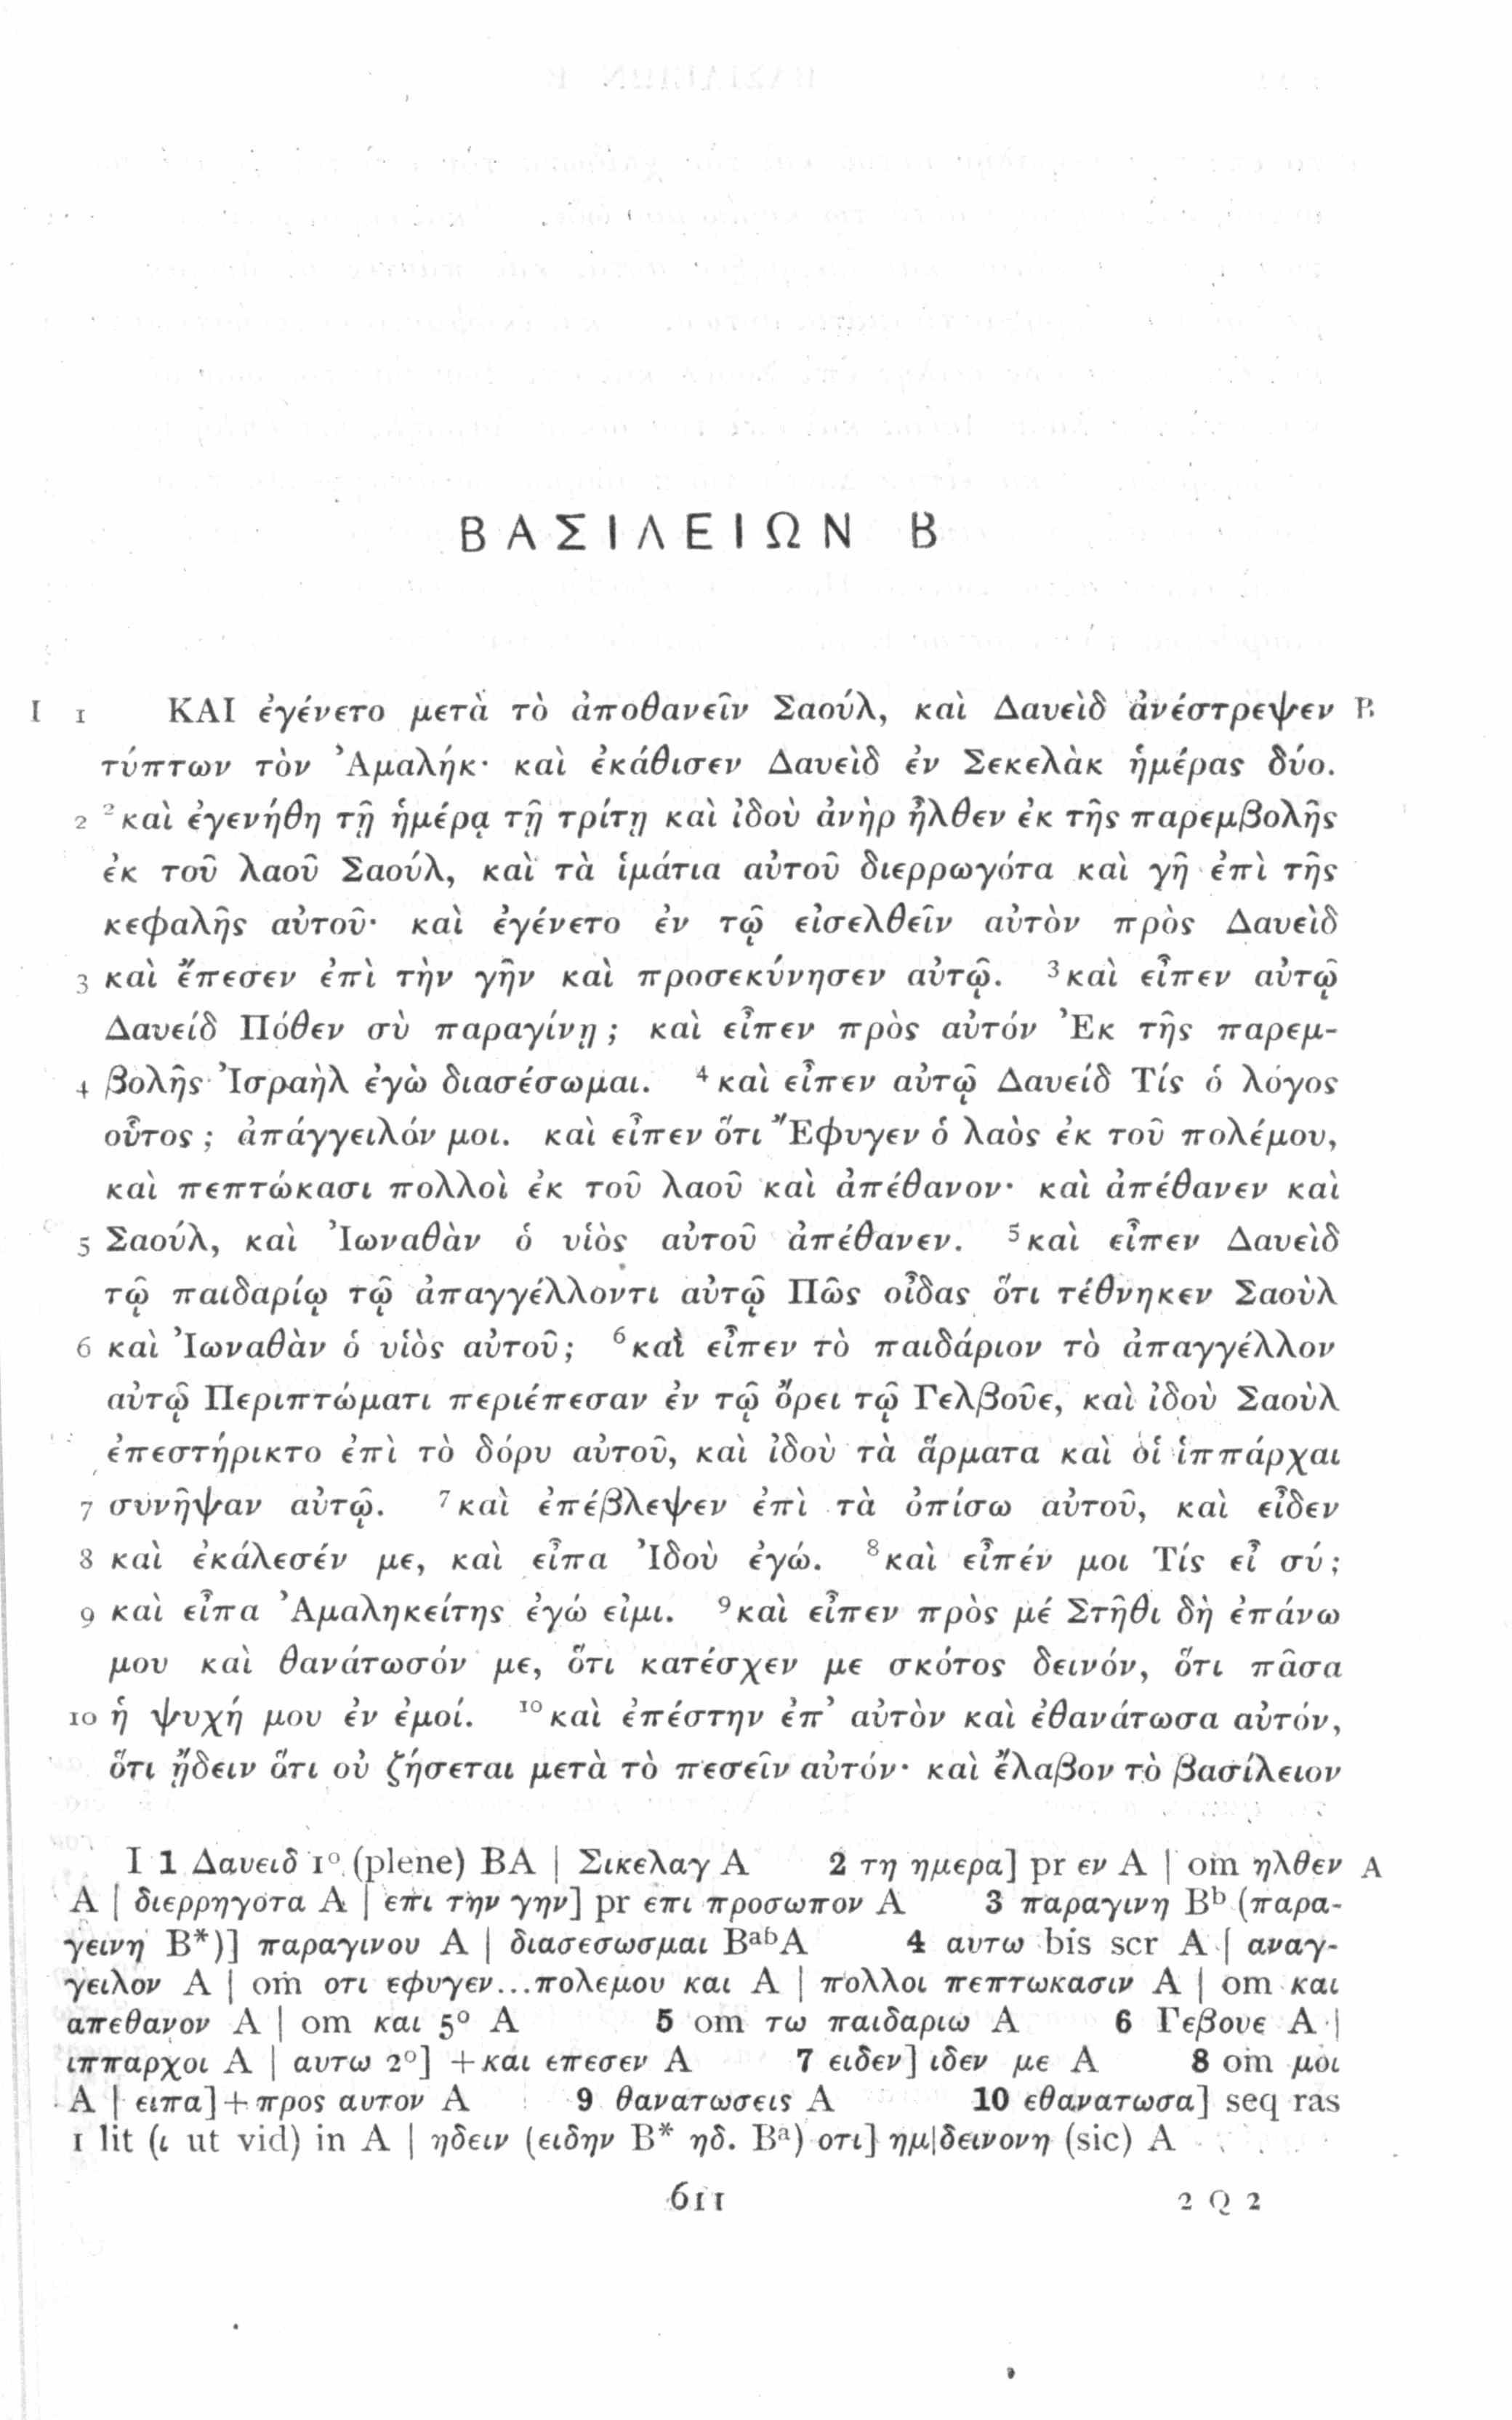 ΒΑΣΙΛΕΙΩΝ Β
I 1 ΚΑΙ ἐγένετο μετὰ τὸ ἀποθανεῖν Σαούλ, καὶ Δαυεὶδ ἀνέστρεψεν B
τύπτων τὸν Ἀμαλήκ· καὶ ἐκάθισεν Δαυεὶδ ἐν Σεκελὰκ ἡμέρας δύο.
2 ²καὶ ἐγενήθη τῇ ἡμέρᾳ τῇ τρίτῃ καὶ ἰδοὺ ἀνὴρ ἦλθεν ἐκ τῆς παρεμβολῆς
ἐκ τοῦ λαοῦ Σαούλ, καὶ τὰ ἱμάτια αὐτοῦ διερρωγότα καὶ γῆ ἐπὶ τῆς
κεφαλῆς αὐτοῦ· καὶ ἐγένετο ἐν τῷ εἰσελθεῖν αὐτὸν πρὸς Δαυεὶδ
3 καὶ ἔπεσεν ἐπὶ τὴν γῆν καὶ προσεκύνησεν αὐτῷ. ³καὶ εἶπεν αὐτῷ
Δαυείδ Πόθεν σὺ παραγίνῃ; καὶ εἶπεν πρὸς αὐτόν Ἐκ τῆς παρεμ-
4 βολῆς Ἰσραὴλ ἐγὼ διασέσωμαι. ⁴καὶ εἶπεν αὐτῷ Δαυείδ Τίς ὁ λόγος
οὗτος; ἀπάγγειλόν μοι. καὶ εἶπεν ὅτι Ἔφυγεν ὁ λαὸς ἐκ τοῦ πολέμου,
καὶ πεπτώκασι πολλοὶ ἐκ τοῦ λαοῦ καὶ ἀπέθανον· καὶ ἀπέθανεν καὶ
5 Σαούλ, καὶ Ἰωναθὰν ὁ υἱὸς αὐτοῦ ἀπέθανεν. ⁵καὶ εἶπεν Δαυεὶδ
τῷ παιδαρίῳ τῷ ἀπαγγέλλοντι αὐτῷ Πῶς οἶδας ὅτι τέθνηκεν Σαοὺλ
6 καὶ Ἰωναθὰν ὁ υἱὸς αὐτοῦ; ⁶καὶ εἶπεν τὸ παιδάριον τὸ ἀπαγγέλλον
αὐτῷ Περιπτώματι περιέπεσαν ἐν τῷ ὄρει τῷ Γελβοῦε, καὶ ἰδοὺ Σαοὺλ
ἐπεστήρικτο ἐπὶ τὸ δόρυ αὐτοῦ, καὶ ἰδοὺ τὰ ἅρματα καὶ οἱ ἱππάρχαι
7 συνῆψαν αὐτῷ. ⁷καὶ ἐπέβλεψεν ἐπὶ τὰ ὀπίσω αὐτοῦ, καὶ εἶδεν
8 καὶ ἐκάλεσέν με, καὶ εἶπα Ἰδοὺ ἐγώ. ⁸καὶ εἶπέν μοι Τίς εἶ σύ;
9 καὶ εἶπα Ἀμαληκείτης ἐγώ εἰμι. ⁹καὶ εἶπεν πρὸς μέ Στῆθι δὴ ἐπάνω
μου καὶ θανάτωσόν με, ὅτι κατέσχεν με σκότος δεινόν, ὅτι πᾶσα
10 ἡ ψυχή μου ἐν ἐμοί. ¹⁰καὶ ἐπέστην ἐπ’ αὐτὸν καὶ ἐθανάτωσα αὐτόν,
ὅτι ᾔδειν ὅτι οὐ ζήσεται μετὰ τὸ πεσεῖν αὐτόν· καὶ ἔλαβον τὸ βασίλειον
I 1 Δαυειδ 1º (plene) BA | Σικελαγ A 2 τη ημερα] pr εν A | om ηλθεν A
A | διερρηγοτα A | επι την γην] pr επι προσωπον A 3 παραγινη Bᵇ (παρα-
γεινη B*)] παραγινου A | διασεσωσμαι BᵃᵇA 4 αυτω bis scr A | αναγ-
γειλον A | om οτι εφυγεν...πολεμου και A | πολλοι πεπτωκασιν A | om και
απεθανον A | om και 5º A 5 om τω παιδαριω A 6 Γεβουε A |
ιππαρχοι A | αυτω 2º] + και επεσεν A 7 ειδεν] ιδεν με A 8 om μοι
A | ειπα] + προς αυτον A 9 θανατωσεις A 10 εθανατωσα] seq ras
1 lit (ι ut vid) in A | ηδειν (ειδην B* ηδ. Bᵃ) οτι] ημ|δεινονη (sic) A
611 2 Q 2